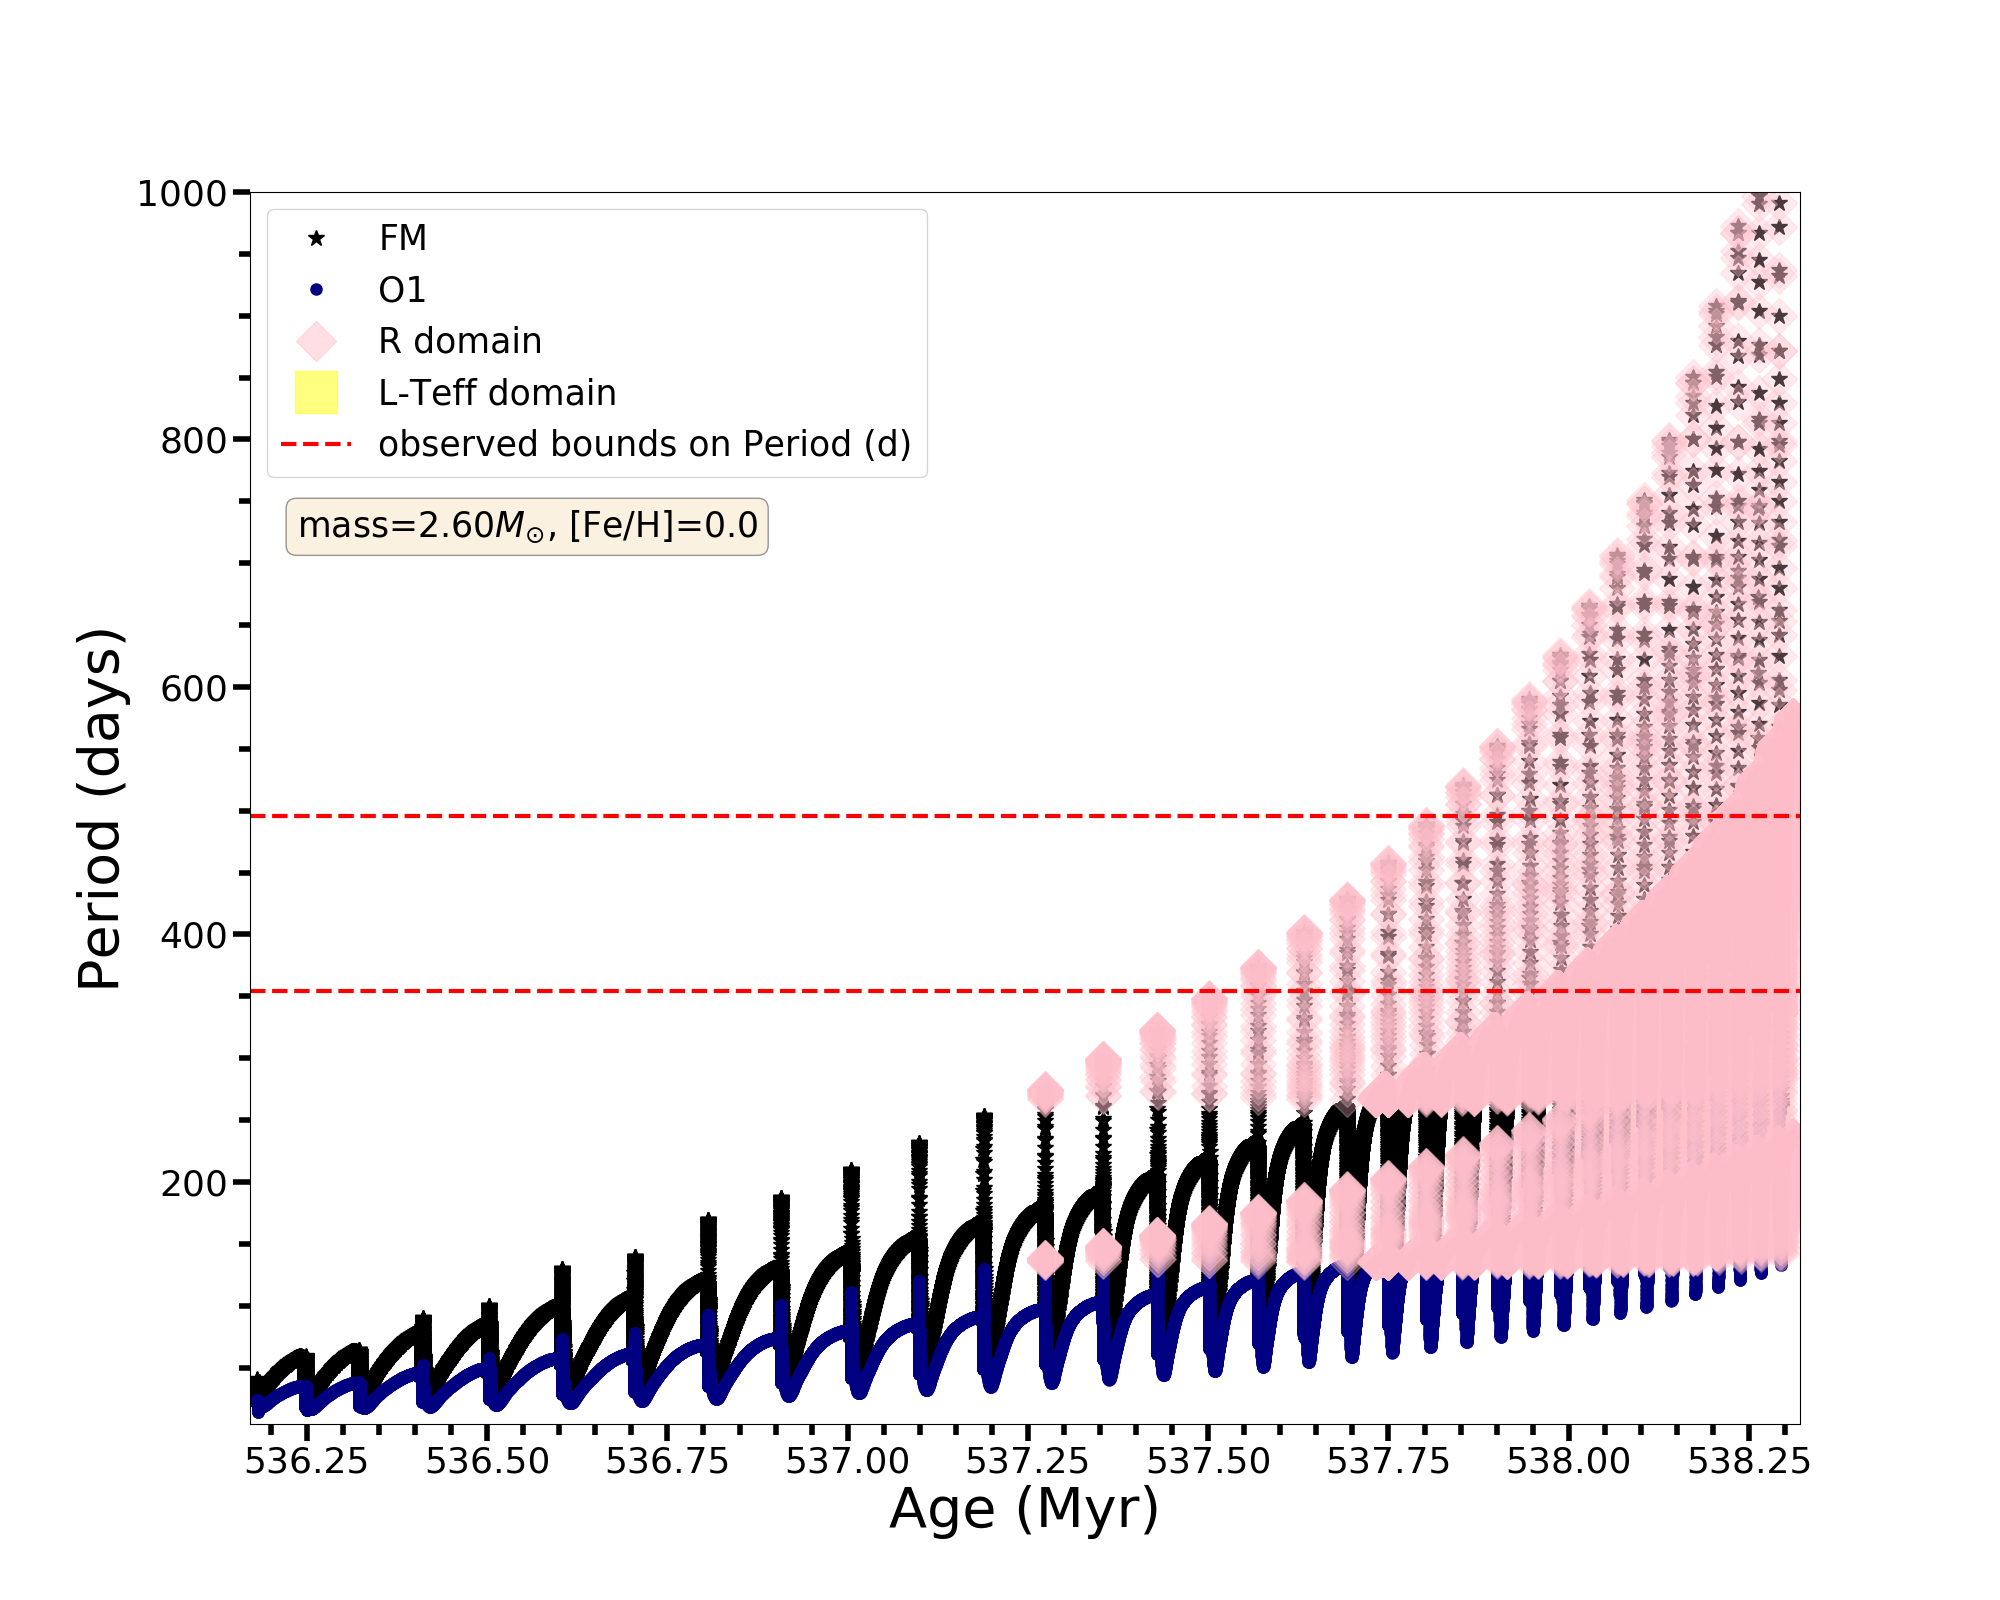 1000
800
600
400
200
Period (days)
FM
O1
R domain
L-Teff domain
observed bounds on Period (d)
mass=2.60M⊙, [Fe/H]=0.0
536.25 536.50 536.75 537.00 537.25 537.50 537.75 538.00 538.25
Age (Myr)